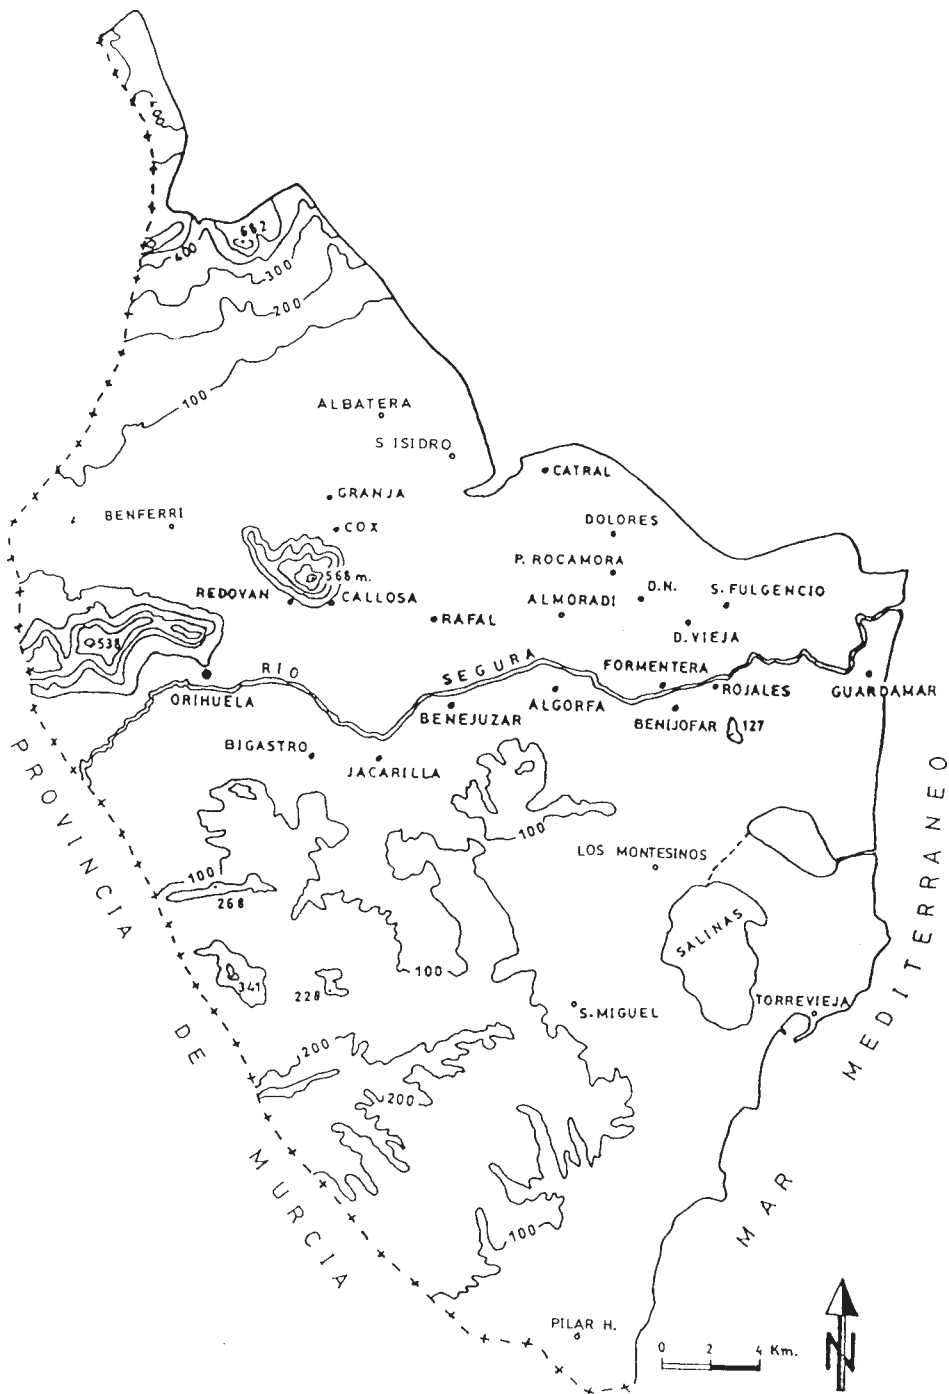 682
400
300
200
100
ALBATERA
S ISIDRO
CATRAL
GRANJA
BENFERRI
COX
DOLORES
P. ROCAMORA
568 m.
REDOVAN
CALLOSA
D.N.
S. FULGENCIO
ALMORADI
RAFAL
D. VIEJA
538
RIO SEGURA
FORMENTERA
ORIHUELA
ROJALES
GUARDAMAR
ALGORFA
BENEJUZAR
BENIJOFAR
127
BIGASTRO
JACARILLA
100
LOS MONTESINOS
100
268
SALINAS
100
341
228
TORREVIEJA
S. MIGUEL
200
200
100
PILAR H.
PROVINCIA DE MURCIA
MAR MEDITERRANEO
0 2 4 Km.
N